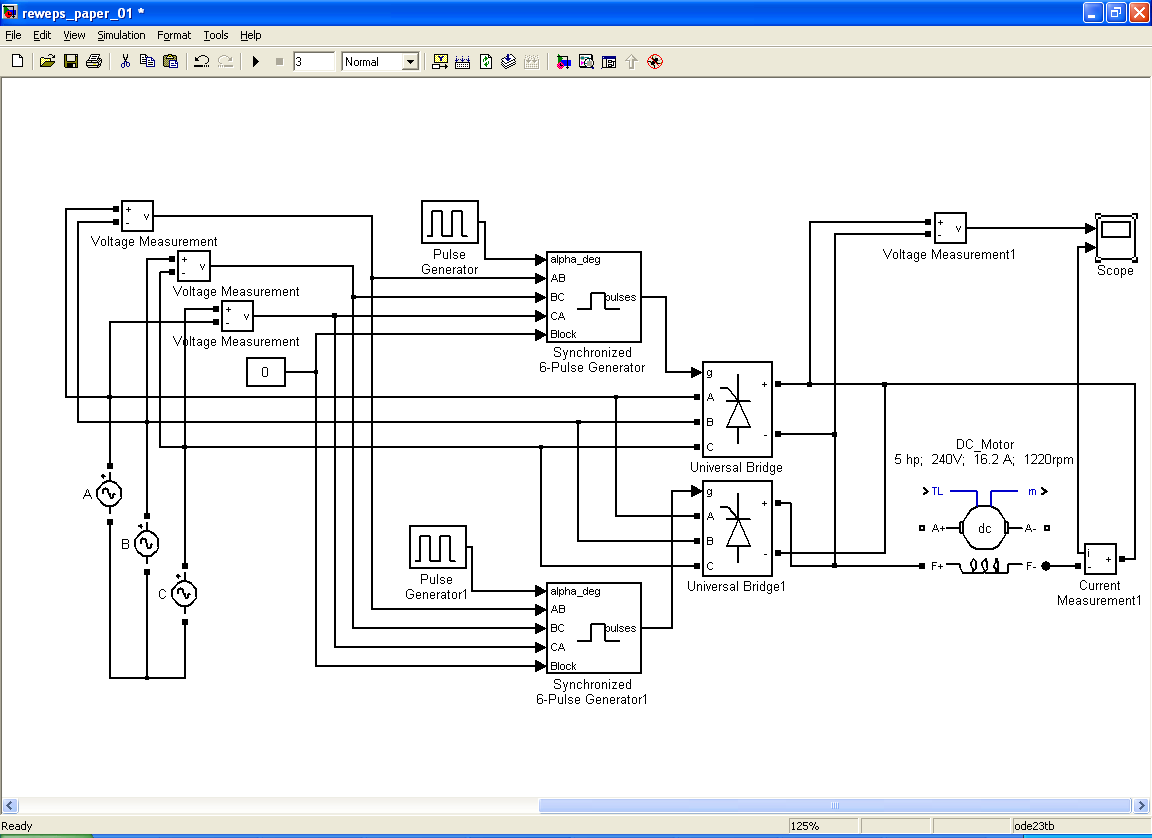 reweps_paper_01 *
File Edit View Simulation Format Tools Help
3 Normal
+ - v
Voltage Measurement
+ - v
Voltage Measurement
+ - v
Voltage Measurement
0
Pulse
Generator
alpha_deg
AB
BC
CA
Block
pulses
Synchronized
6-Pulse Generator
+ - v
Voltage Measurement1
Scope
g
A
B
C
+
-
Universal Bridge
g
A
B
C
+
-
Universal Bridge1
DC_Motor
5 hp; 240V; 16.2 A; 1220rpm
TL m
A+ dc A-
F+ F-
+ i
-
Current
Measurement1
A
B
C
Pulse
Generator1
alpha_deg
AB
BC
CA
Block
pulses
Synchronized
6-Pulse Generator1
Ready 125% ode23tb